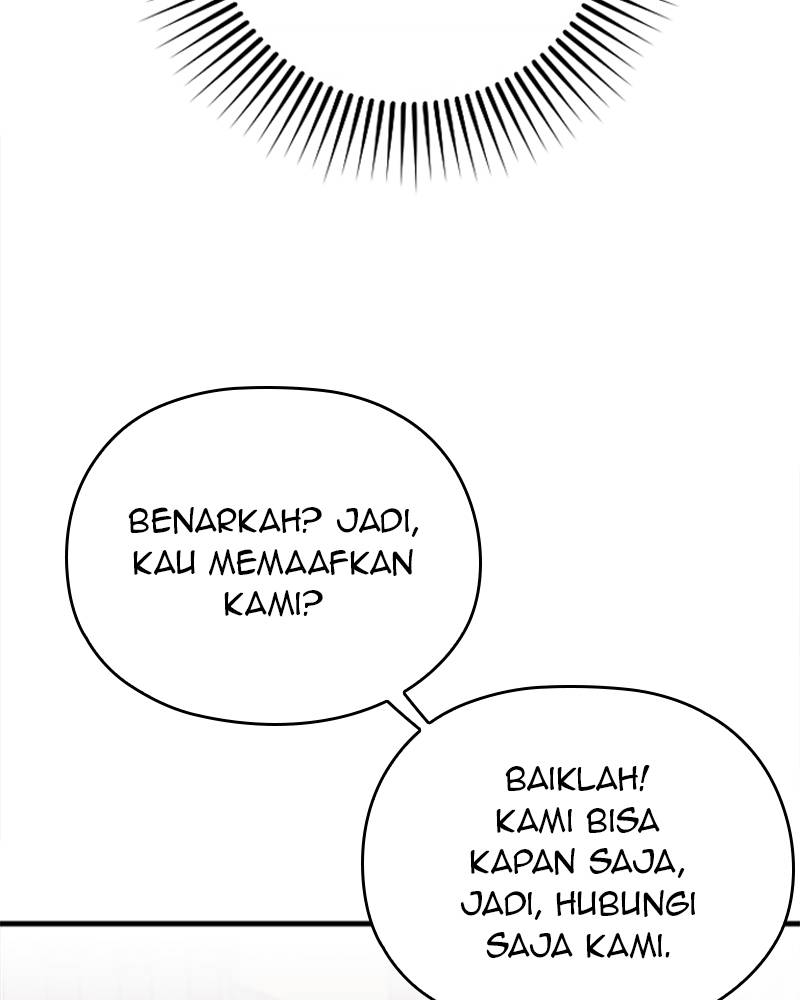 BENARKAH? JADI,
KAU MEMAAFKAN
KAMI?
BAIKLAH!
KAMI BISA
KAPAN SAJA,
JADI, HUBUNGI
SAJA KAMI.